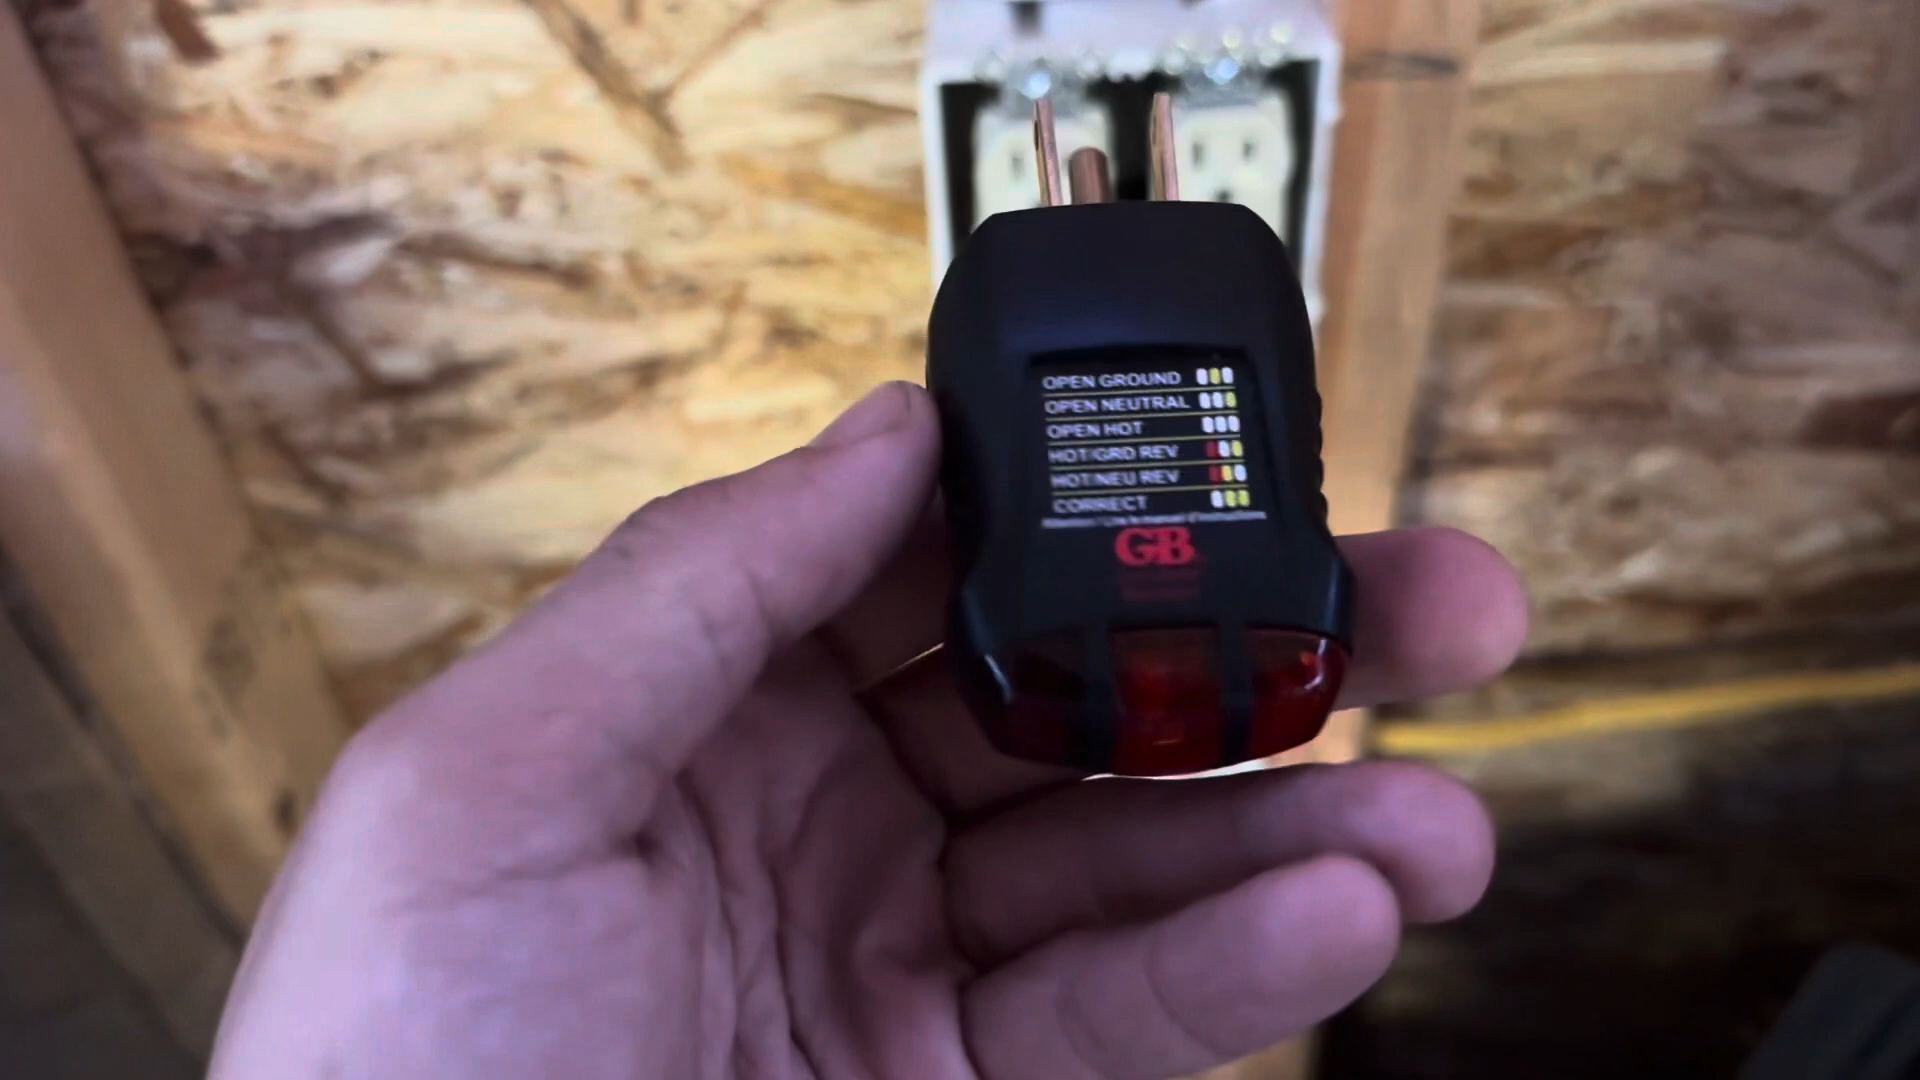 OPEN GROUND
OPEN NEUTRAL
OPEN HOT
HOT/GRD REV
HOT/NEU REV
CORRECT
GB